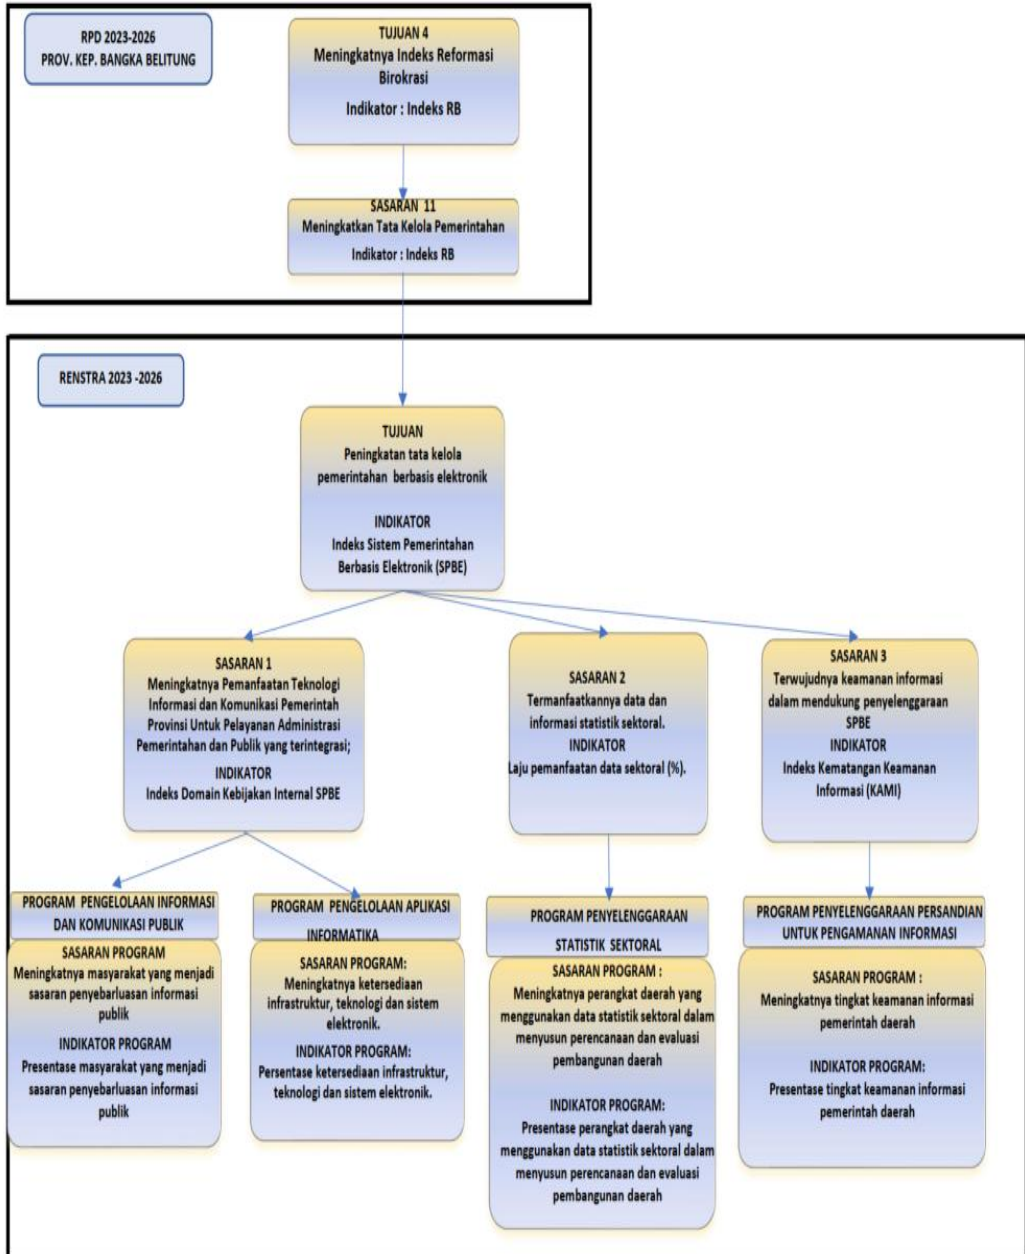 RPD 2023-2026
PROV. KEP. BANGKA BELITUNG
TUJUAN 4
Meningkatnya Indeks Reformasi
Birokrasi
Indikator : Indeks RB
SASARAN 11
Meningkatkan Tata Kelola Pemerintahan
Indikator : Indeks RB
RENSTRA 2023 -2026
TUJUAN
Peningkatan tata kelola
pemerintahan berbasis elektronik
INDIKATOR
Indeks Sistem Pemerintahan
Berbasis Elektronik (SPBE)
SASARAN 1
Meningkatnya Pemanfaatan Teknologi
Informasi dan Komunikasi Pemerintah
Provinsi Untuk Pelayanan Administrasi
Pemerintahan dan Publik yang terintegrasi;
INDIKATOR
Indeks Domain Kebijakan Internal SPBE
SASARAN 2
Termanfaatkannya data dan
informasi statistik sektoral.
INDIKATOR
Laju pemanfaatan data sektoral (%).
SASARAN 3
Terwujudnya keamanan informasi
dalam mendukung penyelenggaraan
SPBE
INDIKATOR
Indeks Kematangan Keamanan
Informasi (KAMI)
PROGRAM PENGELOLAAN INFORMASI
DAN KOMUNIKASI PUBLIK
SASARAN PROGRAM
Meningkatnya masyarakat yang menjadi
sasaran penyebarluasan informasi
publik
INDIKATOR PROGRAM
Presentase masyarakat yang menjadi
sasaran penyebarluasan informasi
publik
PROGRAM PENGELOLAAN APLIKASI
INFORMATIKA
SASARAN PROGRAM:
Meningkatnya ketersediaan
infrastruktur, teknologi dan sistem
elektronik.
INDIKATOR PROGRAM:
Persentase ketersediaan infrastruktur,
teknologi dan sistem elektronik.
PROGRAM PENYELENGGARAAN
STATISTIK SEKTORAL
SASARAN PROGRAM :
Meningkatnya perangkat daerah yang
menggunakan data statistik sektoral dalam
menyusun perencanaan dan evaluasi
pembangunan daerah
INDIKATOR PROGRAM:
Presentase perangkat daerah yang
menggunakan data statistik sektoral dalam
menyusun perencanaan dan evaluasi
pembangunan daerah
PROGRAM PENYELENGGARAAN PERSANDIAN
UNTUK PENGAMANAN INFORMASI
SASARAN PROGRAM :
Meningkatnya tingkat keamanan informasi
pemerintah daerah
INDIKATOR PROGRAM:
Presentase tingkat keamanan informasi
pemerintah daerah